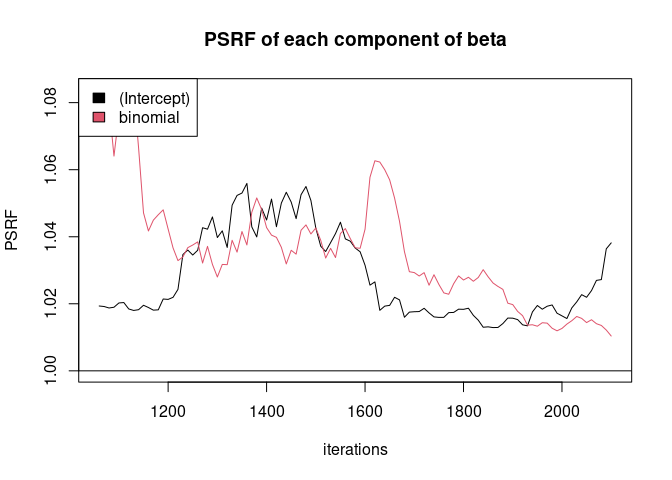 PSRF of each component of beta
(Intercept)
binomial
PSRF
1.08
1.06
1.04
1.02
1.00
1200 1400 1600 1800 2000
iterations